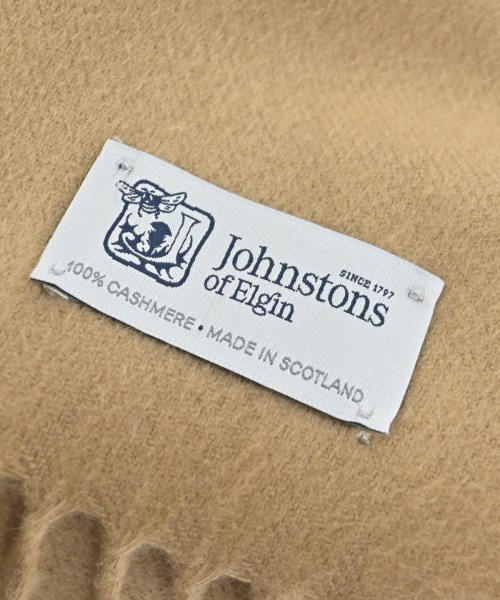 SINCE 1797
Johnstons
of Elgin
100% CASHMERE • MADE IN SCOTLAND